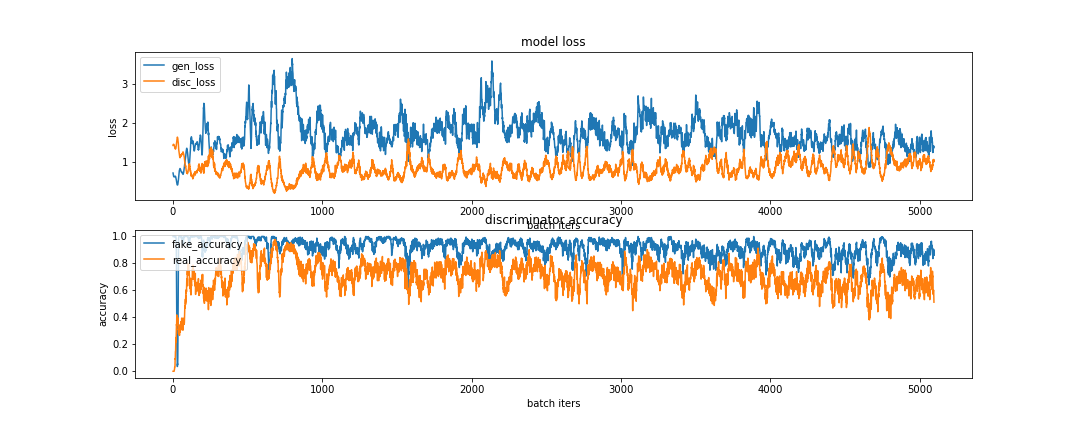 model loss
gen_loss
disc_loss
loss
3
2
1
0 1000 2000 3000 4000 5000
batch iters
discriminator accuracy
fake_accuracy
real_accuracy
accuracy
1.0
0.8
0.6
0.4
0.2
0.0
0 1000 2000 3000 4000 5000
batch iters